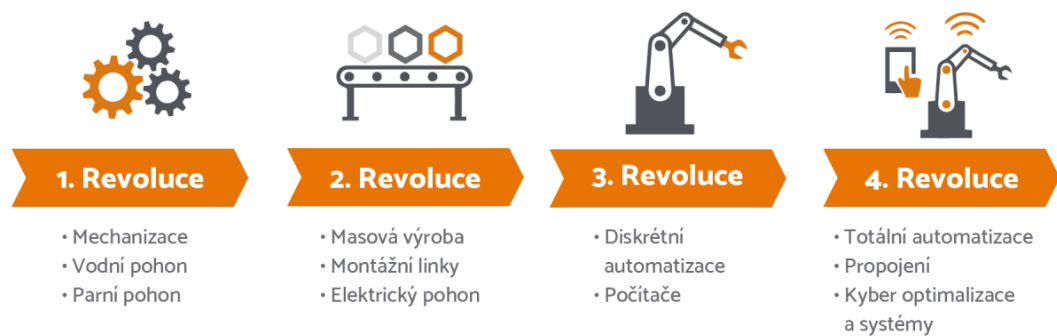 1. Revoluce
• Mechanizace
• Vodní pohon
• Parní pohon
2. Revoluce
• Masová výroba
• Montážní linky
• Elektrický pohon
3. Revoluce
• Diskrétní
automatizace
• Počítače
4. Revoluce
• Totální automatizace
• Propojení
• Kyber optimalizace
a systémy